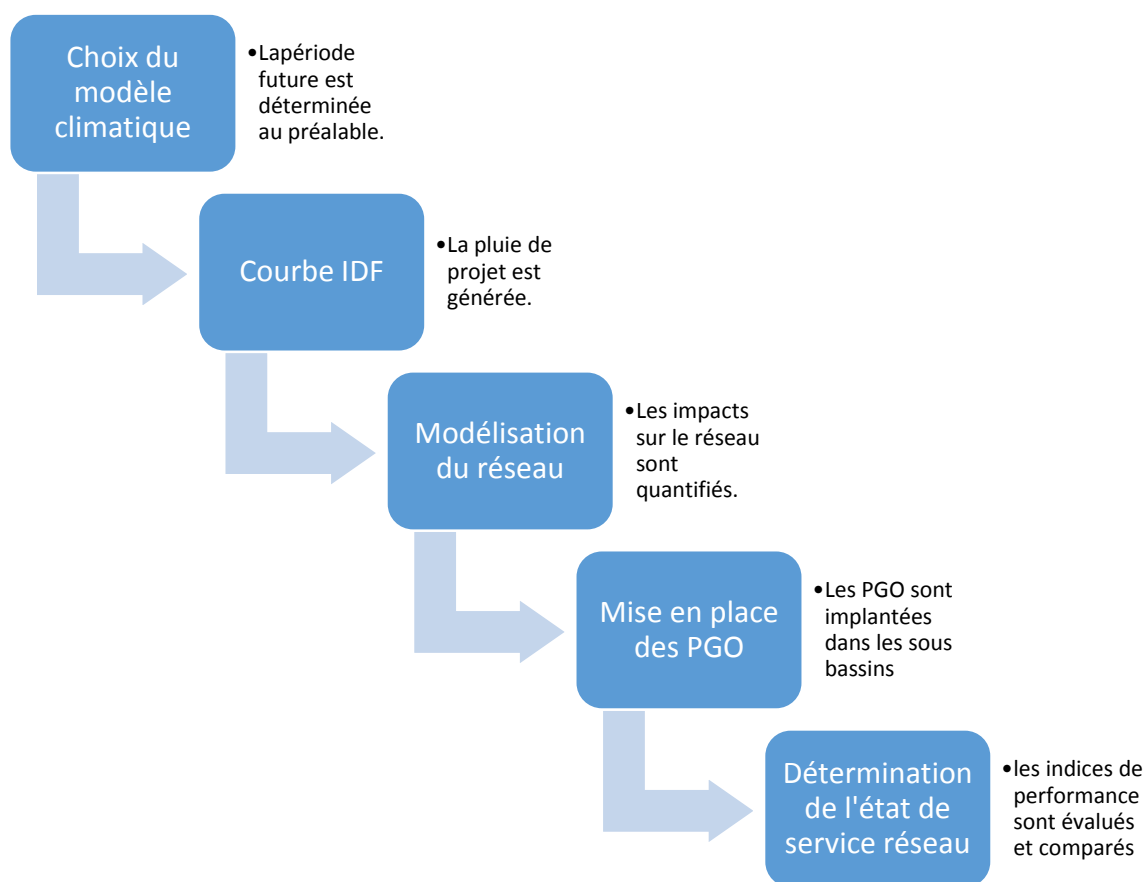 Choix du
modèle
climatique
•Lapériode
future est
déterminée
au préalable.
Courbe IDF
•La pluie de
projet est
générée.
Modélisation
du réseau
•Les impacts
sur le réseau
sont
quantifiés.
Mise en place
des PGO
•Les PGO sont
implantées
dans les sous
bassins
Détermination
de l'état de
service réseau
•les indices de
performance
sont évalués
et comparés